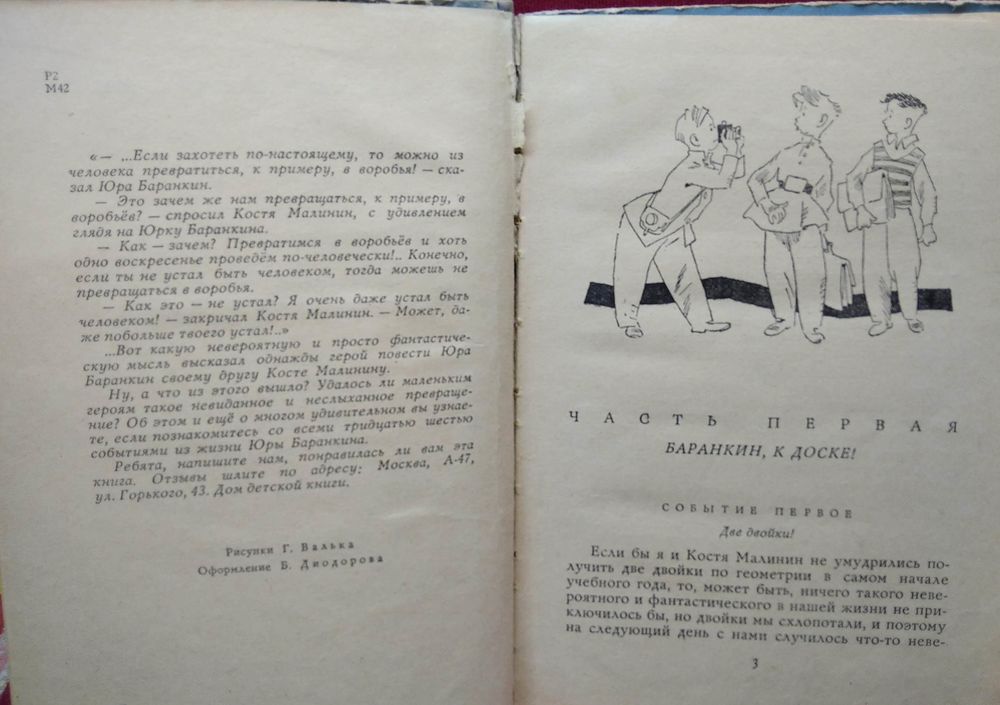 Р2
М42
«— ...Если захотеть по-настоящему, то можно из
человека превратиться, к примеру, в воробья! — ска-
зал Юра Баранкин.
— Это зачем же нам превращаться, к примеру, в
воробьёв? — спросил Костя Малинин, с удивлением
глядя на Юрку Баранкина.
— Как — зачем? Превратимся в воробьёв и хоть
одно воскресенье проведём по-человечески!.. Конечно,
если ты не устал быть человеком, тогда можешь не
превращаться в воробья.
— Как это — не устал? Я очень даже устал быть
человеком! — закричал Костя Малинин. — Может, да-
же побольше твоего устал!..»
...Вот какую невероятную и просто фантастиче-
скую мысль высказал однажды герой повести Юра
Баранкин своему другу Косте Малинину.
Ну, а что из этого вышло? Удалось ли маленьким
героям такое невиданное и неслыханное превраще-
ние? Об этом и ещё о многом удивительном вы узнае-
те, если познакомитесь со всеми тридцатью шестью
событиями из жизни Юры Баранкина.
Ребята, напишите нам, понравилась ли вам эта
книга. Отзывы шлите по адресу: Москва, А-47,
ул. Горького, 43. Дом детской книги.
Рисунки Г. Валька
Оформление Б. Диодорова
ЧАСТЬ ПЕРВАЯ
БАРАНКИН, К ДОСКЕ!
СОБЫТИЕ ПЕРВОЕ
Две двойки!
Если бы я и Костя Малинин не умудрились по-
лучить две двойки по геометрии в самом начале
учебного года, то, может быть, ничего такого неве-
роятного и фантастического в нашей жизни не при-
ключилось бы, но двойки мы схлопотали, и поэтому
на следующий день с нами случилось что-то неве-
3